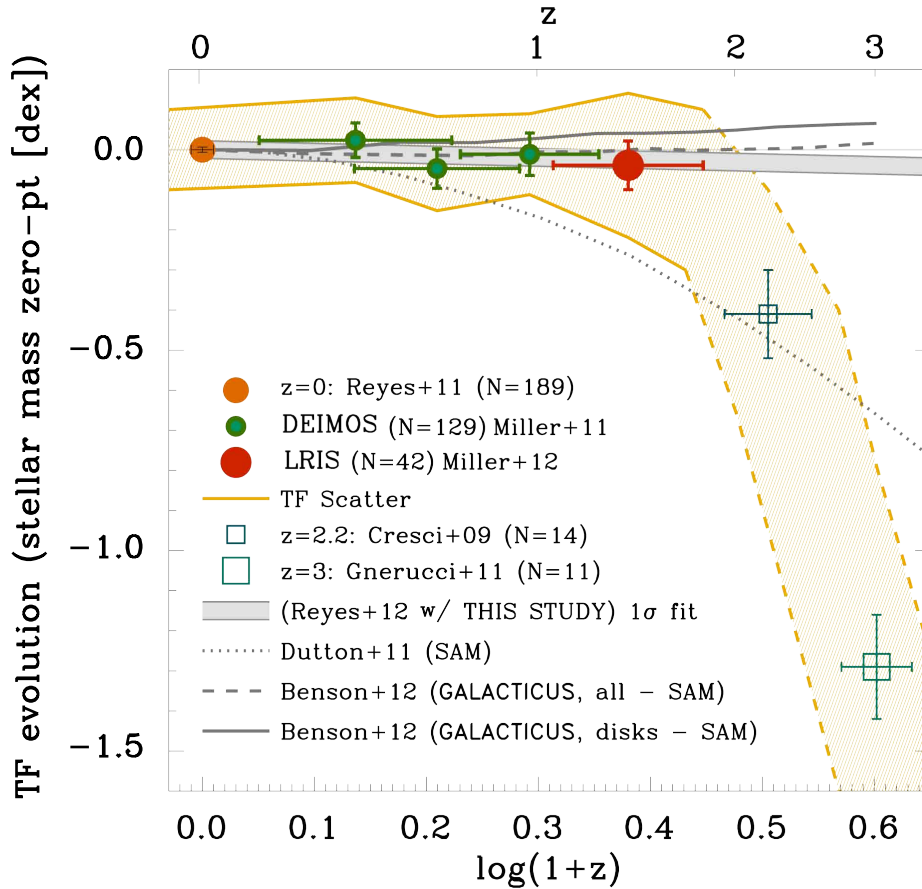 z
0 1 2 3
TF evolution (stellar mass zero-pt [dex])
0.0
-0.5
-1.0
-1.5
z=0: Reyes+11 (N=189)
DEIMOS (N=129) Miller+11
LRIS (N=42) Miller+12
TF Scatter
z=2.2: Cresci+09 (N=14)
z=3: Gnerucci+11 (N=11)
(Reyes+12 w/ THIS STUDY) 1σ fit
Dutton+11 (SAM)
Benson+12 (GALACTICUS, all - SAM)
Benson+12 (GALACTICUS, disks - SAM)
0.0 0.1 0.2 0.3 0.4 0.5 0.6
log(1+z)